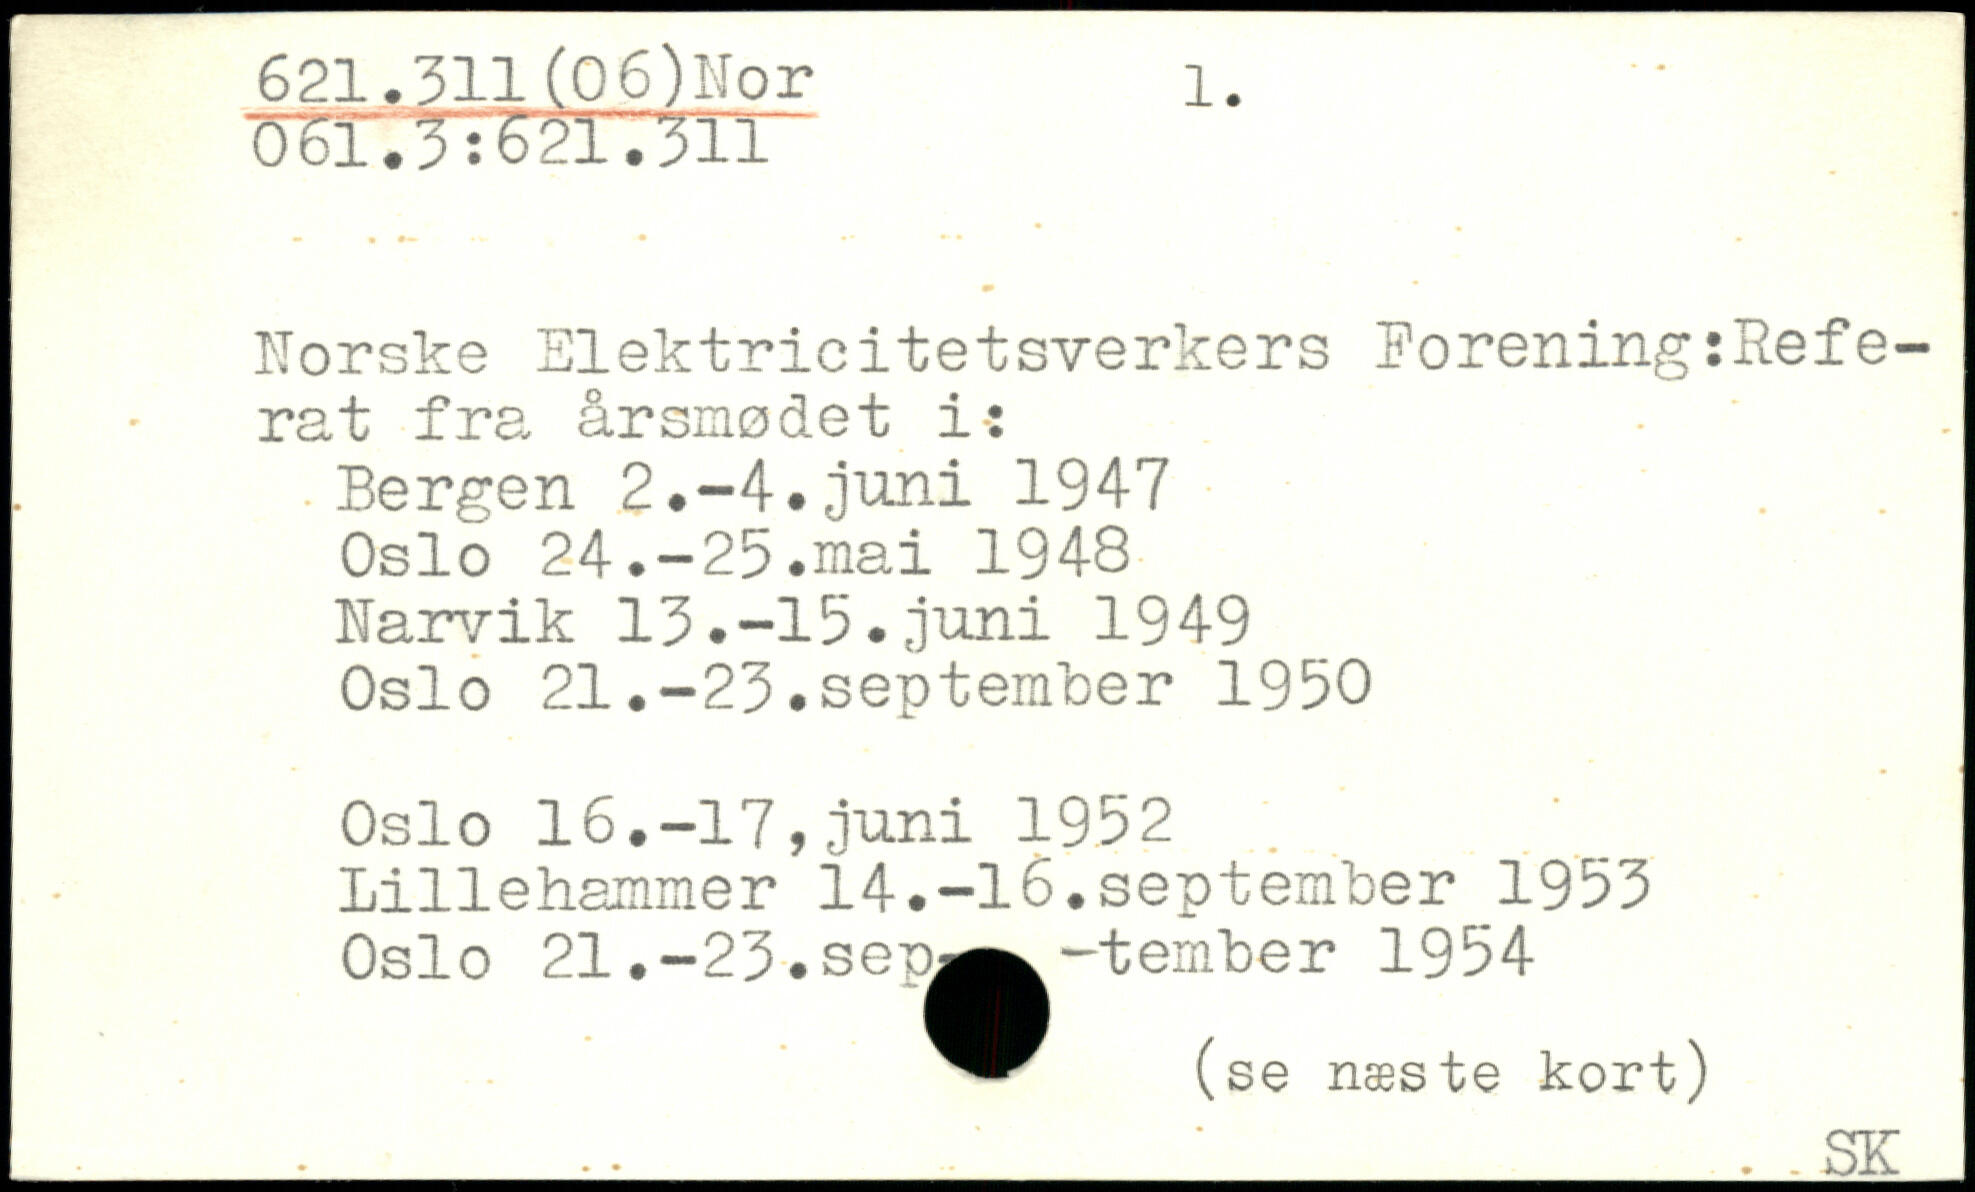 621.311(06)Nor 1.
061.3:621.311
Norske Elektricitetsverkers Forening:Refe-
rat fra årsmødet i:
Bergen 2.-4.juni 1947
Oslo 24.-25.mai 1948
Narvik 13.-15.juni 1949
Oslo 21.-23.september 1950
Oslo 16.-17,juni 1952
Lillehammer 14.-16.september 1953
Oslo 21.-23.sep- -tember 1954
(se næste kort)
SK